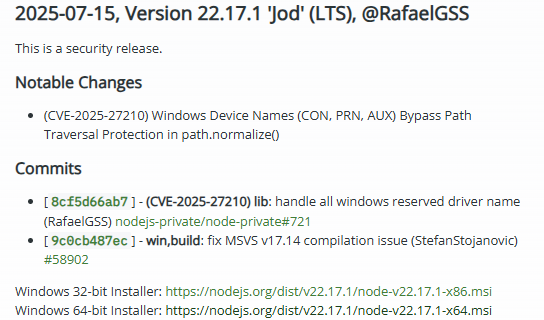 2025-07-15, Version 22.17.1 'Jod' (LTS), @RafaelGSS
This is a security release.
Notable Changes
• (CVE-2025-27210) Windows Device Names (CON, PRN, AUX) Bypass Path
Traversal Protection in path.normalize()
Commits
• [ 8cf5d66ab7 ] - (CVE-2025-27210) lib: handle all windows reserved driver name
(RafaelGSS) nodejs-private/node-private#721
• [ 9c0cb487ec ] - win,build: fix MSVS v17.14 compilation issue (StefanStojanovic)
#58902
Windows 32-bit Installer: https://nodejs.org/dist/v22.17.1/node-v22.17.1-x86.msi
Windows 64-bit Installer: https://nodejs.org/dist/v22.17.1/node-v22.17.1-x64.msi